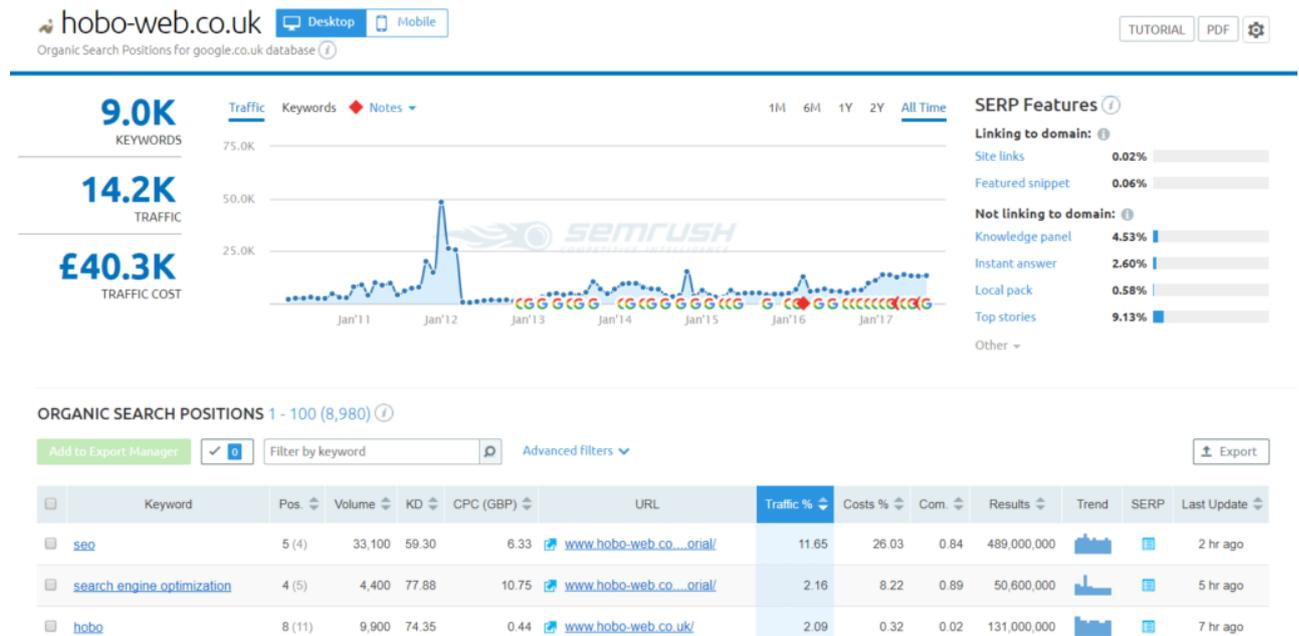 hobo-web.co.uk Desktop Mobile TUTORIAL PDF
Organic Search Positions for google.co.uk database i
9.0K
KEYWORDS
14.2K
TRAFFIC
£40.3K
TRAFFIC COST
Traffic Keywords Notes 1M 6M 1Y 2Y All Time
75.0K
50.0K
25.0K
SEMRUSH
COMPETITIVE INTELLIGENCE
Jan'11 Jan'12 Jan'13 Jan'14 Jan'15 Jan'16 Jan'17
SERP Features i
Linking to domain: i
Site links 0.02%
Featured snippet 0.06%
Not linking to domain: i
Knowledge panel 4.53%
Instant answer 2.60%
Local pack 0.58%
Top stories 9.13%
Other
ORGANIC SEARCH POSITIONS 1 - 100 (8,980) i
Add to Export Manager 0 Filter by keyword Advanced filters Export
Keyword Pos. Volume KD CPC (GBP) URL Traffic % Costs % Com. Results Trend SERP Last Update
seo 5 (4) 33,100 59.30 6.33 www.hobo-web.co....orial/ 11.65 26.03 0.84 489,000,000 2 hr ago
search engine optimization 4 (5) 4,400 77.88 10.75 www.hobo-web.co....orial/ 2.16 8.22 0.89 50,600,000 5 hr ago
hobo 8 (11) 9,900 74.35 0.44 www.hobo-web.co.uk/ 2.09 0.32 0.02 131,000,000 7 hr ago